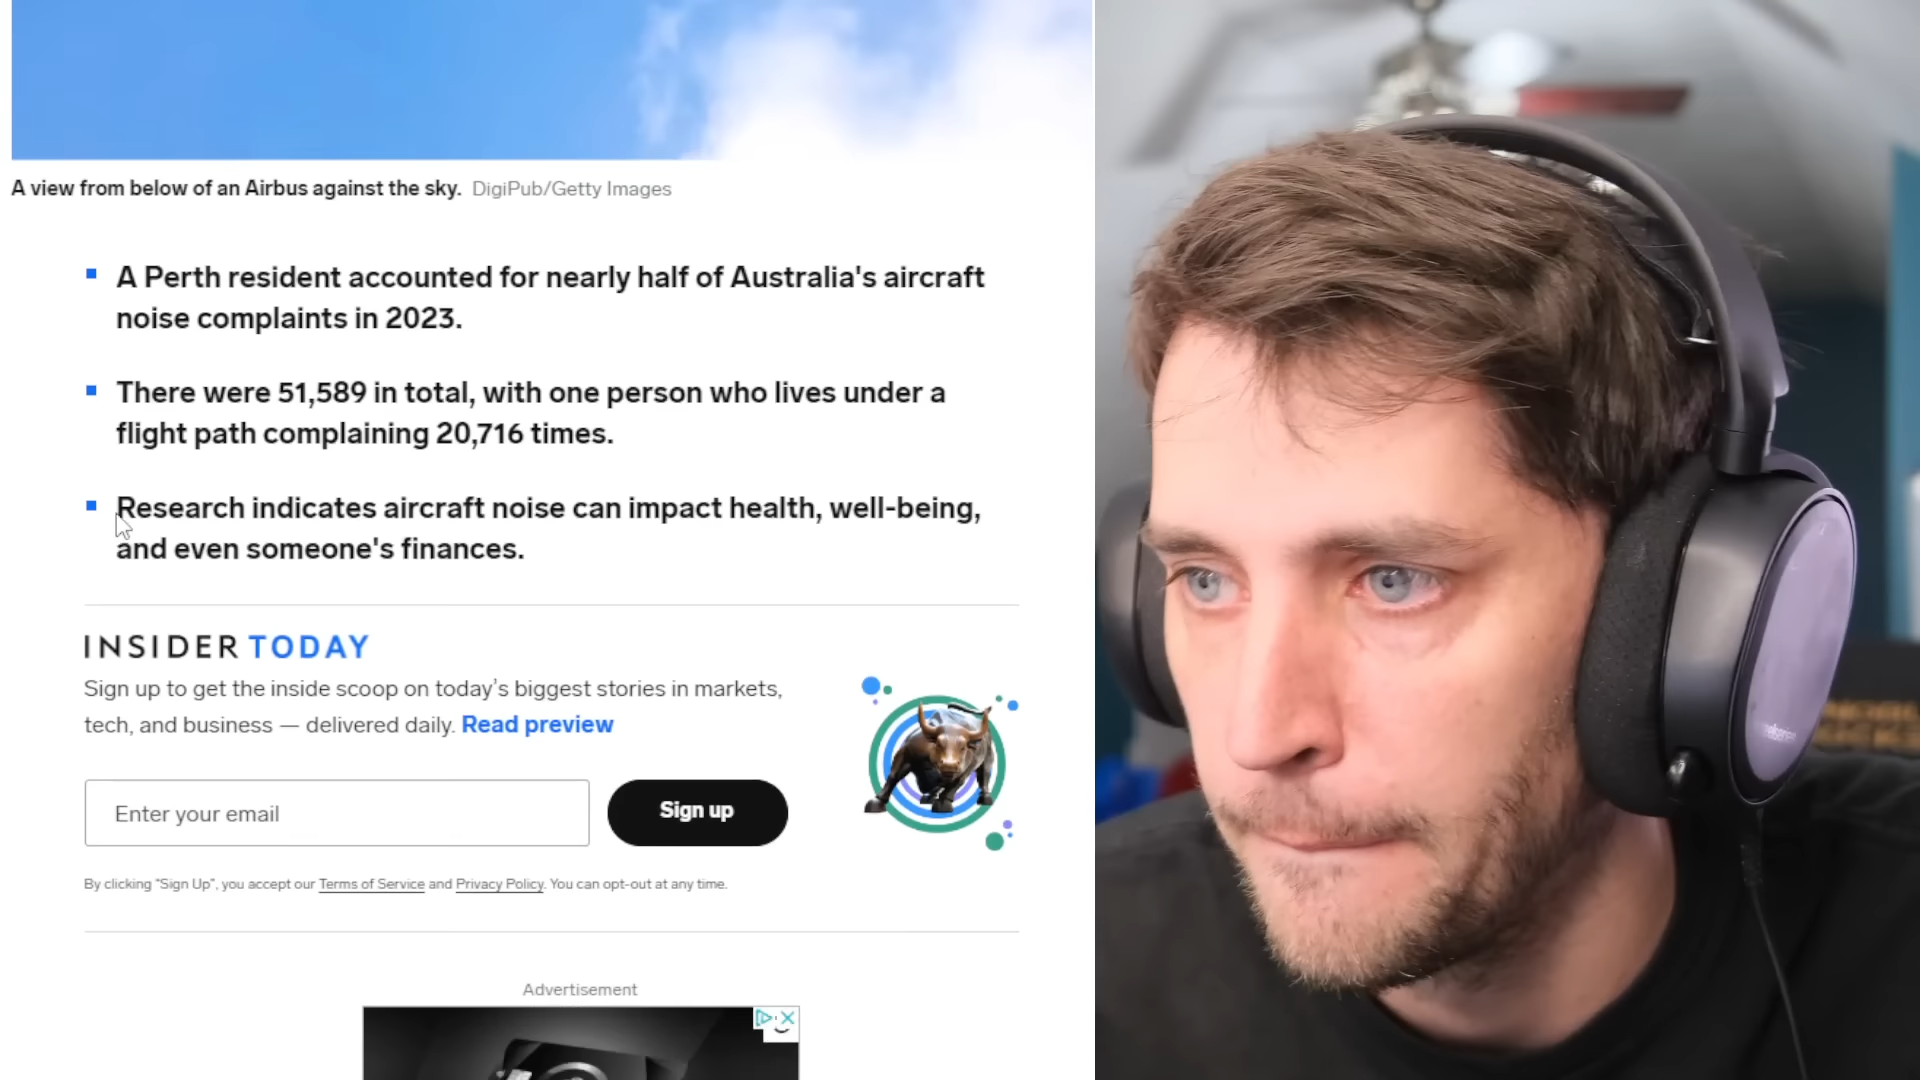 A view from below of an Airbus against the sky. DigiPub/Getty Images
A Perth resident accounted for nearly half of Australia's aircraft
noise complaints in 2023.
There were 51,589 in total, with one person who lives under a
flight path complaining 20,716 times.
Research indicates aircraft noise can impact health, well-being,
and even someone's finances.
INSIDER TODAY
Sign up to get the inside scoop on today’s biggest stories in markets,
tech, and business — delivered daily. Read preview
Enter your email
Sign up
By clicking “Sign Up”, you accept our Terms of Service and Privacy Policy. You can opt-out at any time.
Advertisement